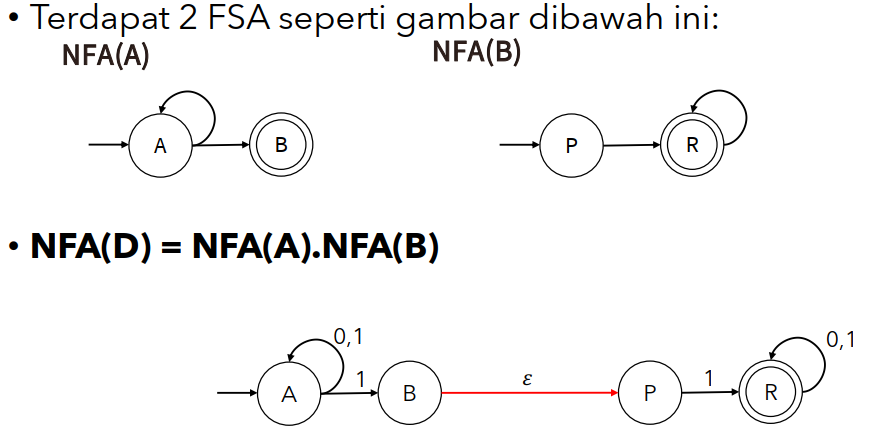 • Terdapat 2 FSA seperti gambar dibawah ini:
NFA(A) NFA(B)
A B P R
• NFA(D) = NFA(A).NFA(B)
0,1 0,1
1 ε 1
A B P R